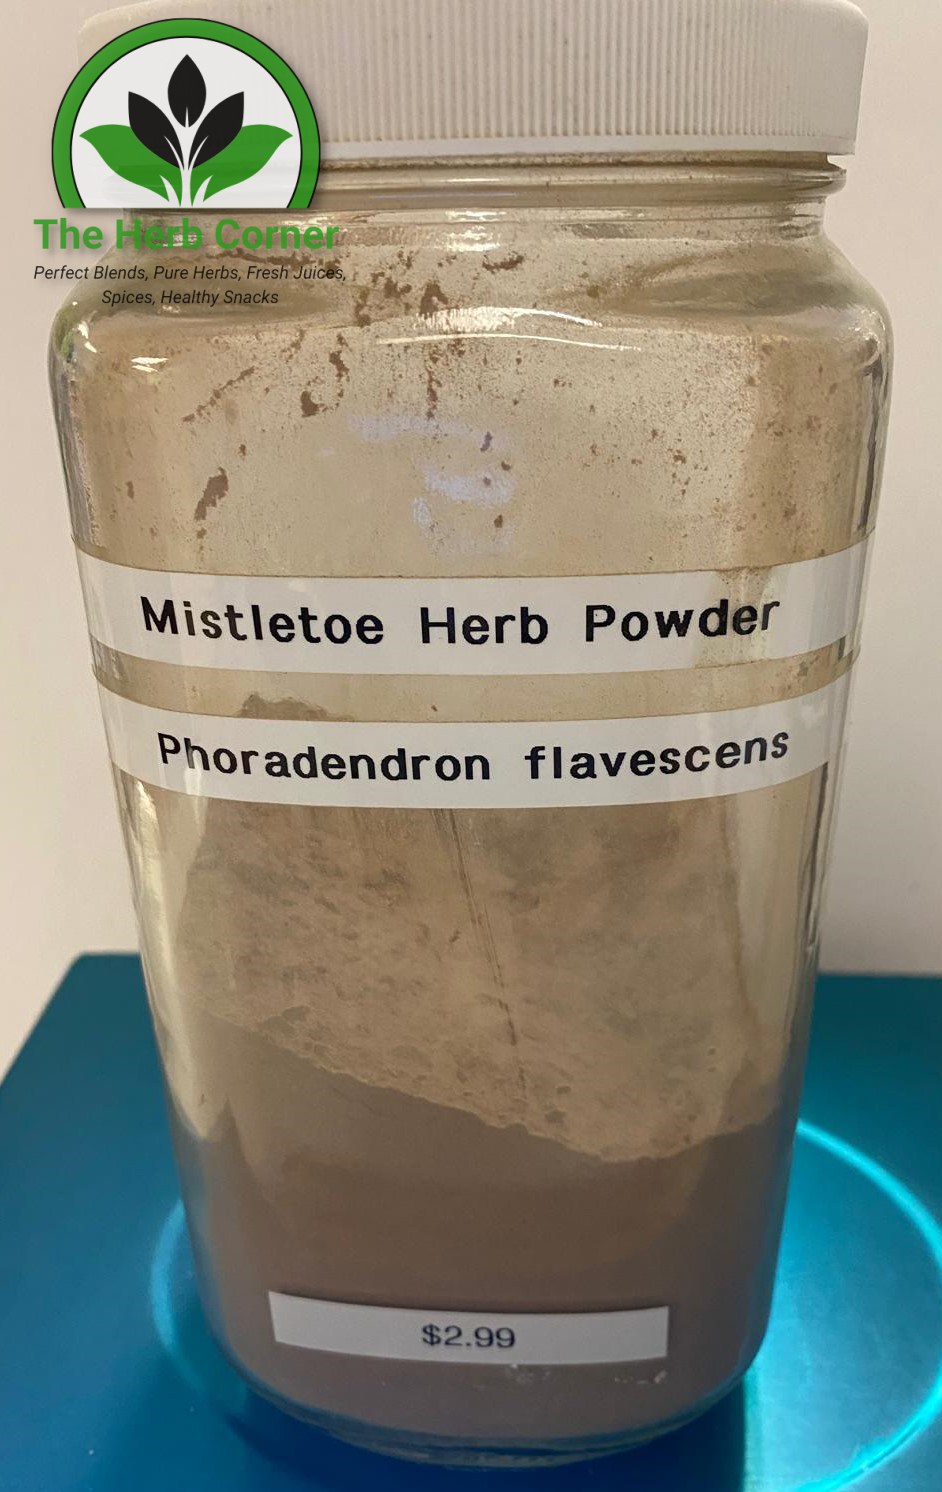 The Herb Corner
Perfect Blends, Pure Herbs, Fresh Juices,
Spices, Healthy Snacks
Mistletoe Herb Powder
Phoradendron flavescens
$2.99